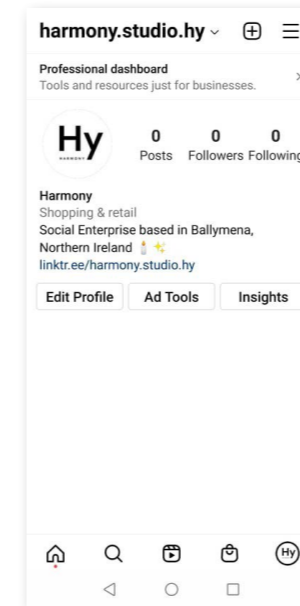 harmony.studio.hy
Professional dashboard
Tools and resources just for businesses.
Hy
HARMONY
0 0 0
Posts Followers Following
Harmony
Shopping & retail
Social Enterprise based in Ballymena,
Northern Ireland 🕯️ ✨
linktr.ee/harmony.studio.hy
Edit Profile Ad Tools Insights
Hy